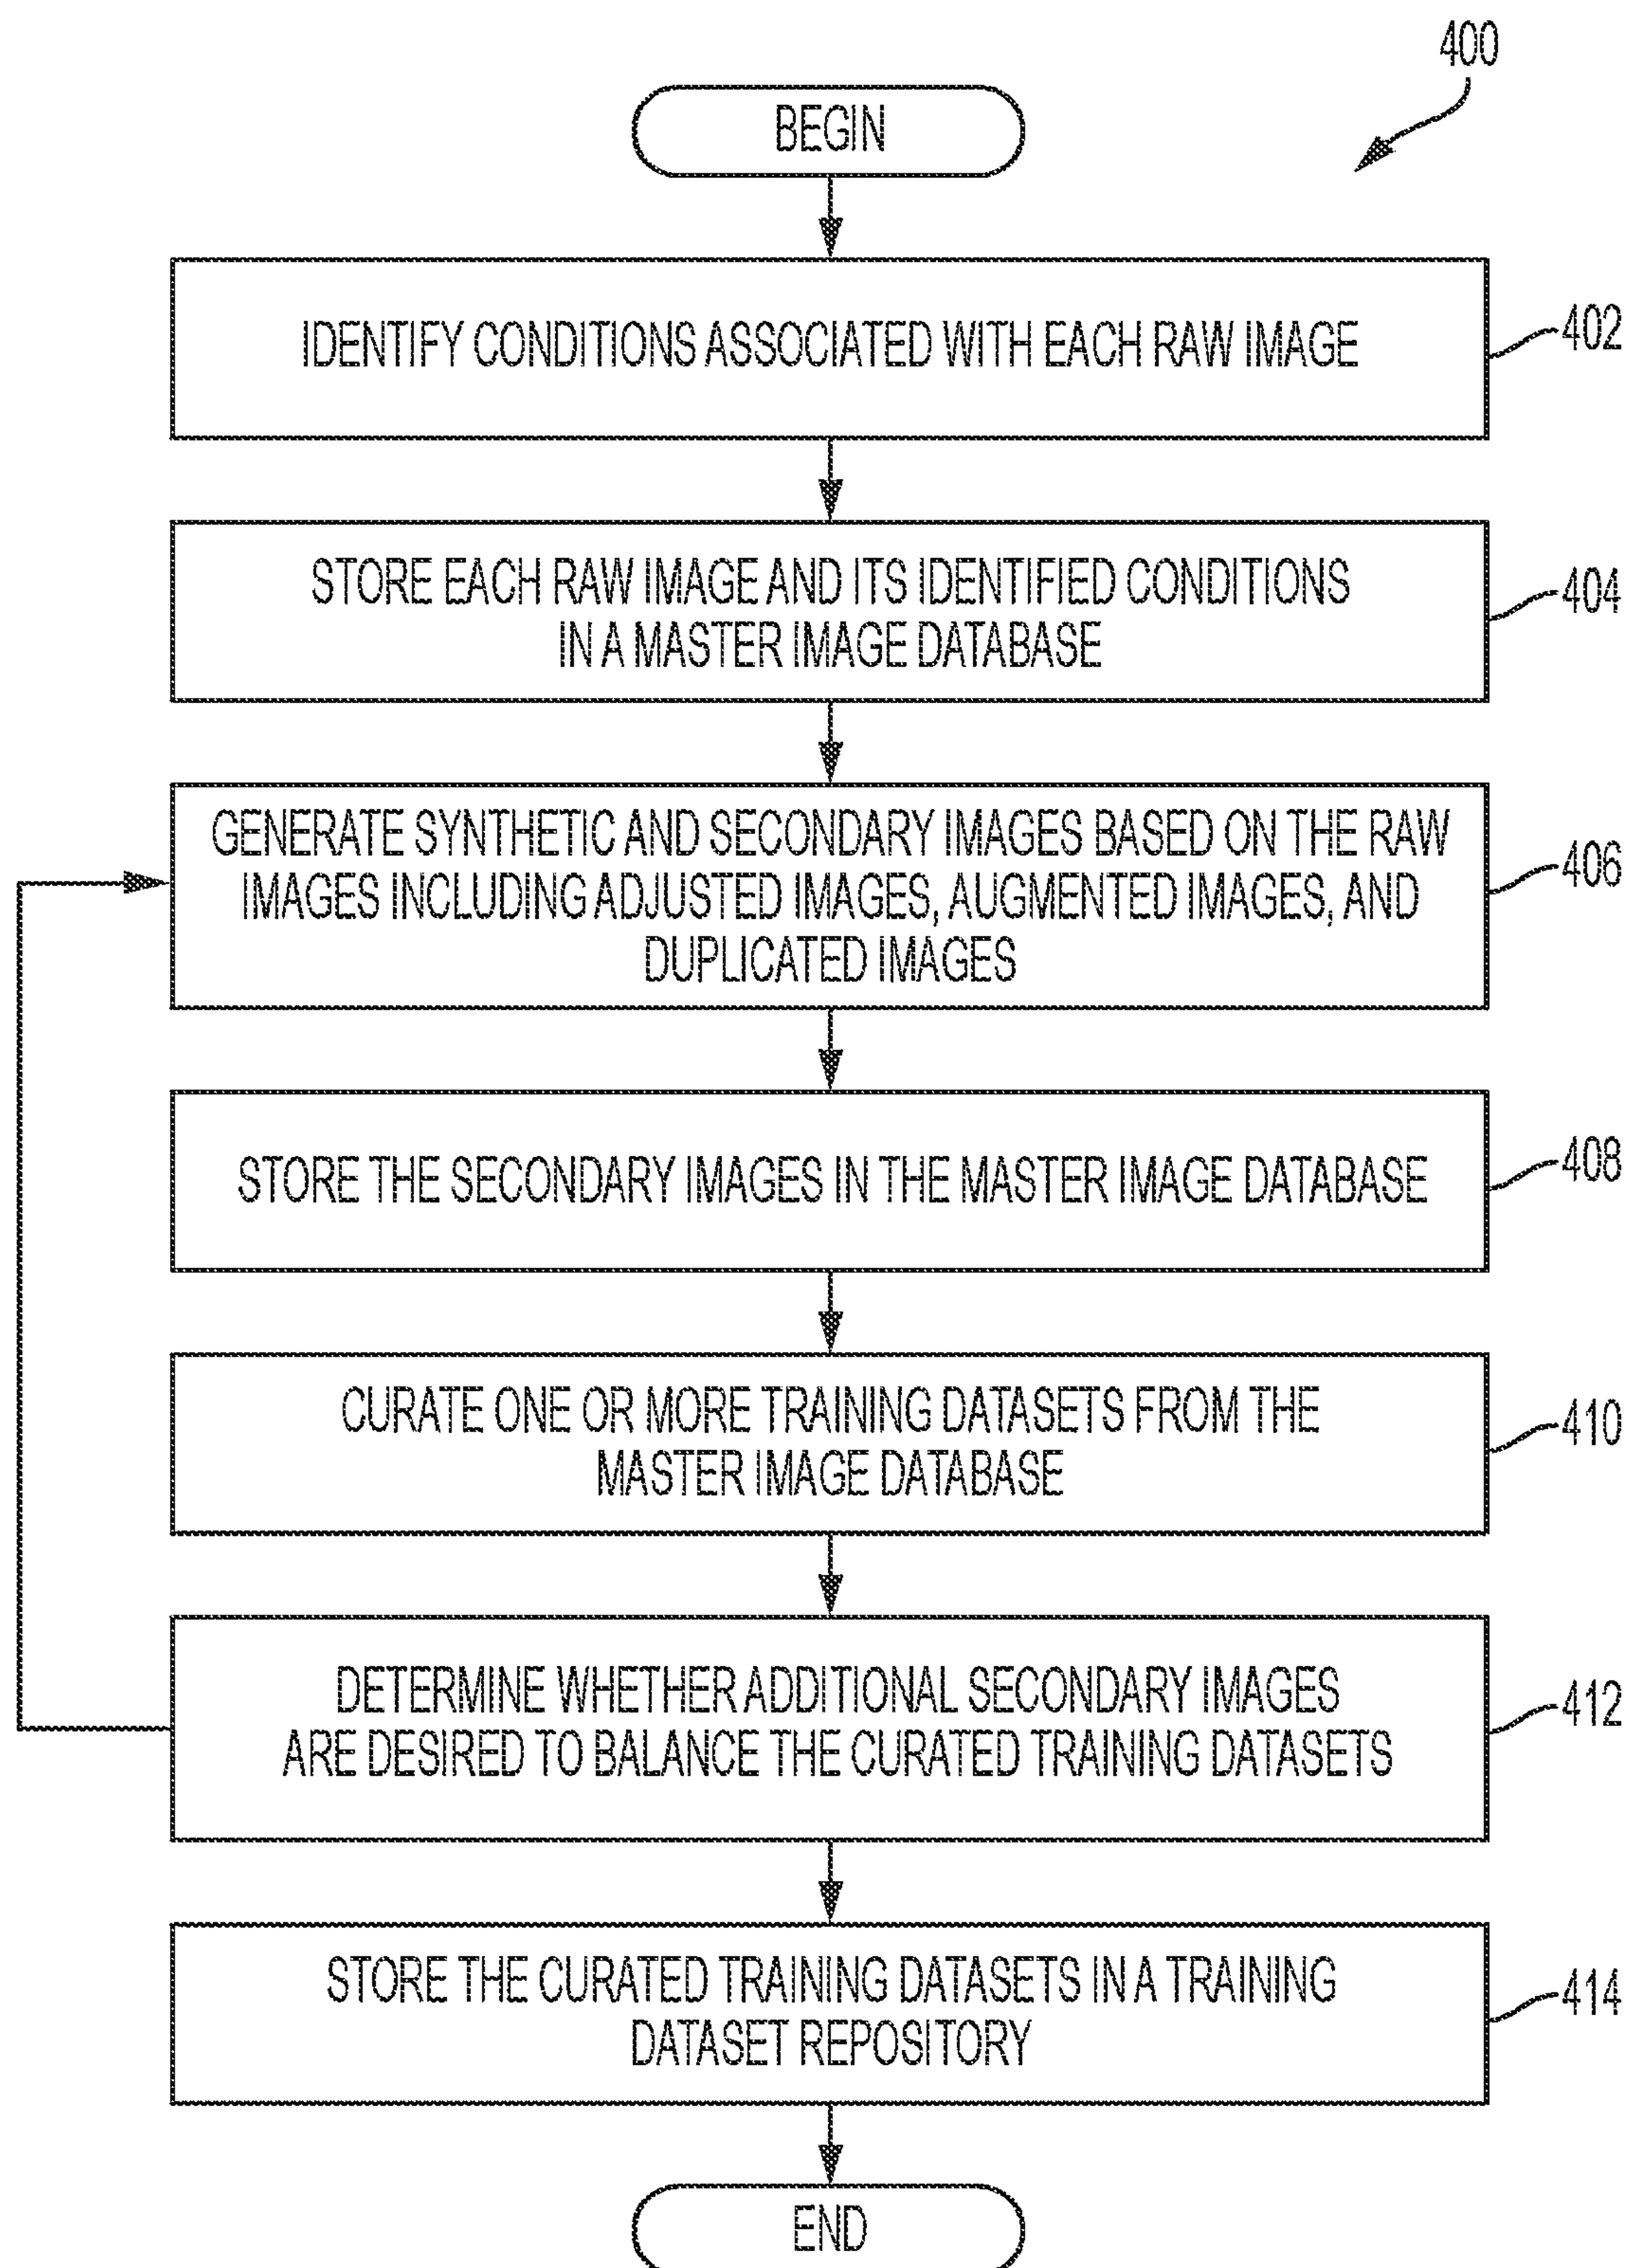 400
BEGIN
IDENTIFY CONDITIONS ASSOCIATED WITH EACH RAW IMAGE
402
STORE EACH RAW IMAGE AND ITS IDENTIFIED CONDITIONS
IN A MASTER IMAGE DATABASE
404
GENERATE SYNTHETIC AND SECONDARY IMAGES BASED ON THE RAW
IMAGES INCLUDING ADJUSTED IMAGES, AUGMENTED IMAGES, AND
DUPLICATED IMAGES
406
STORE THE SECONDARY IMAGES IN THE MASTER IMAGE DATABASE
408
CURATE ONE OR MORE TRAINING DATASETS FROM THE
MASTER IMAGE DATABASE
410
DETERMINE WHETHER ADDITIONAL SECONDARY IMAGES
ARE DESIRED TO BALANCE THE CURATED TRAINING DATASETS
412
STORE THE CURATED TRAINING DATASETS IN A TRAINING
DATASET REPOSITORY
414
END